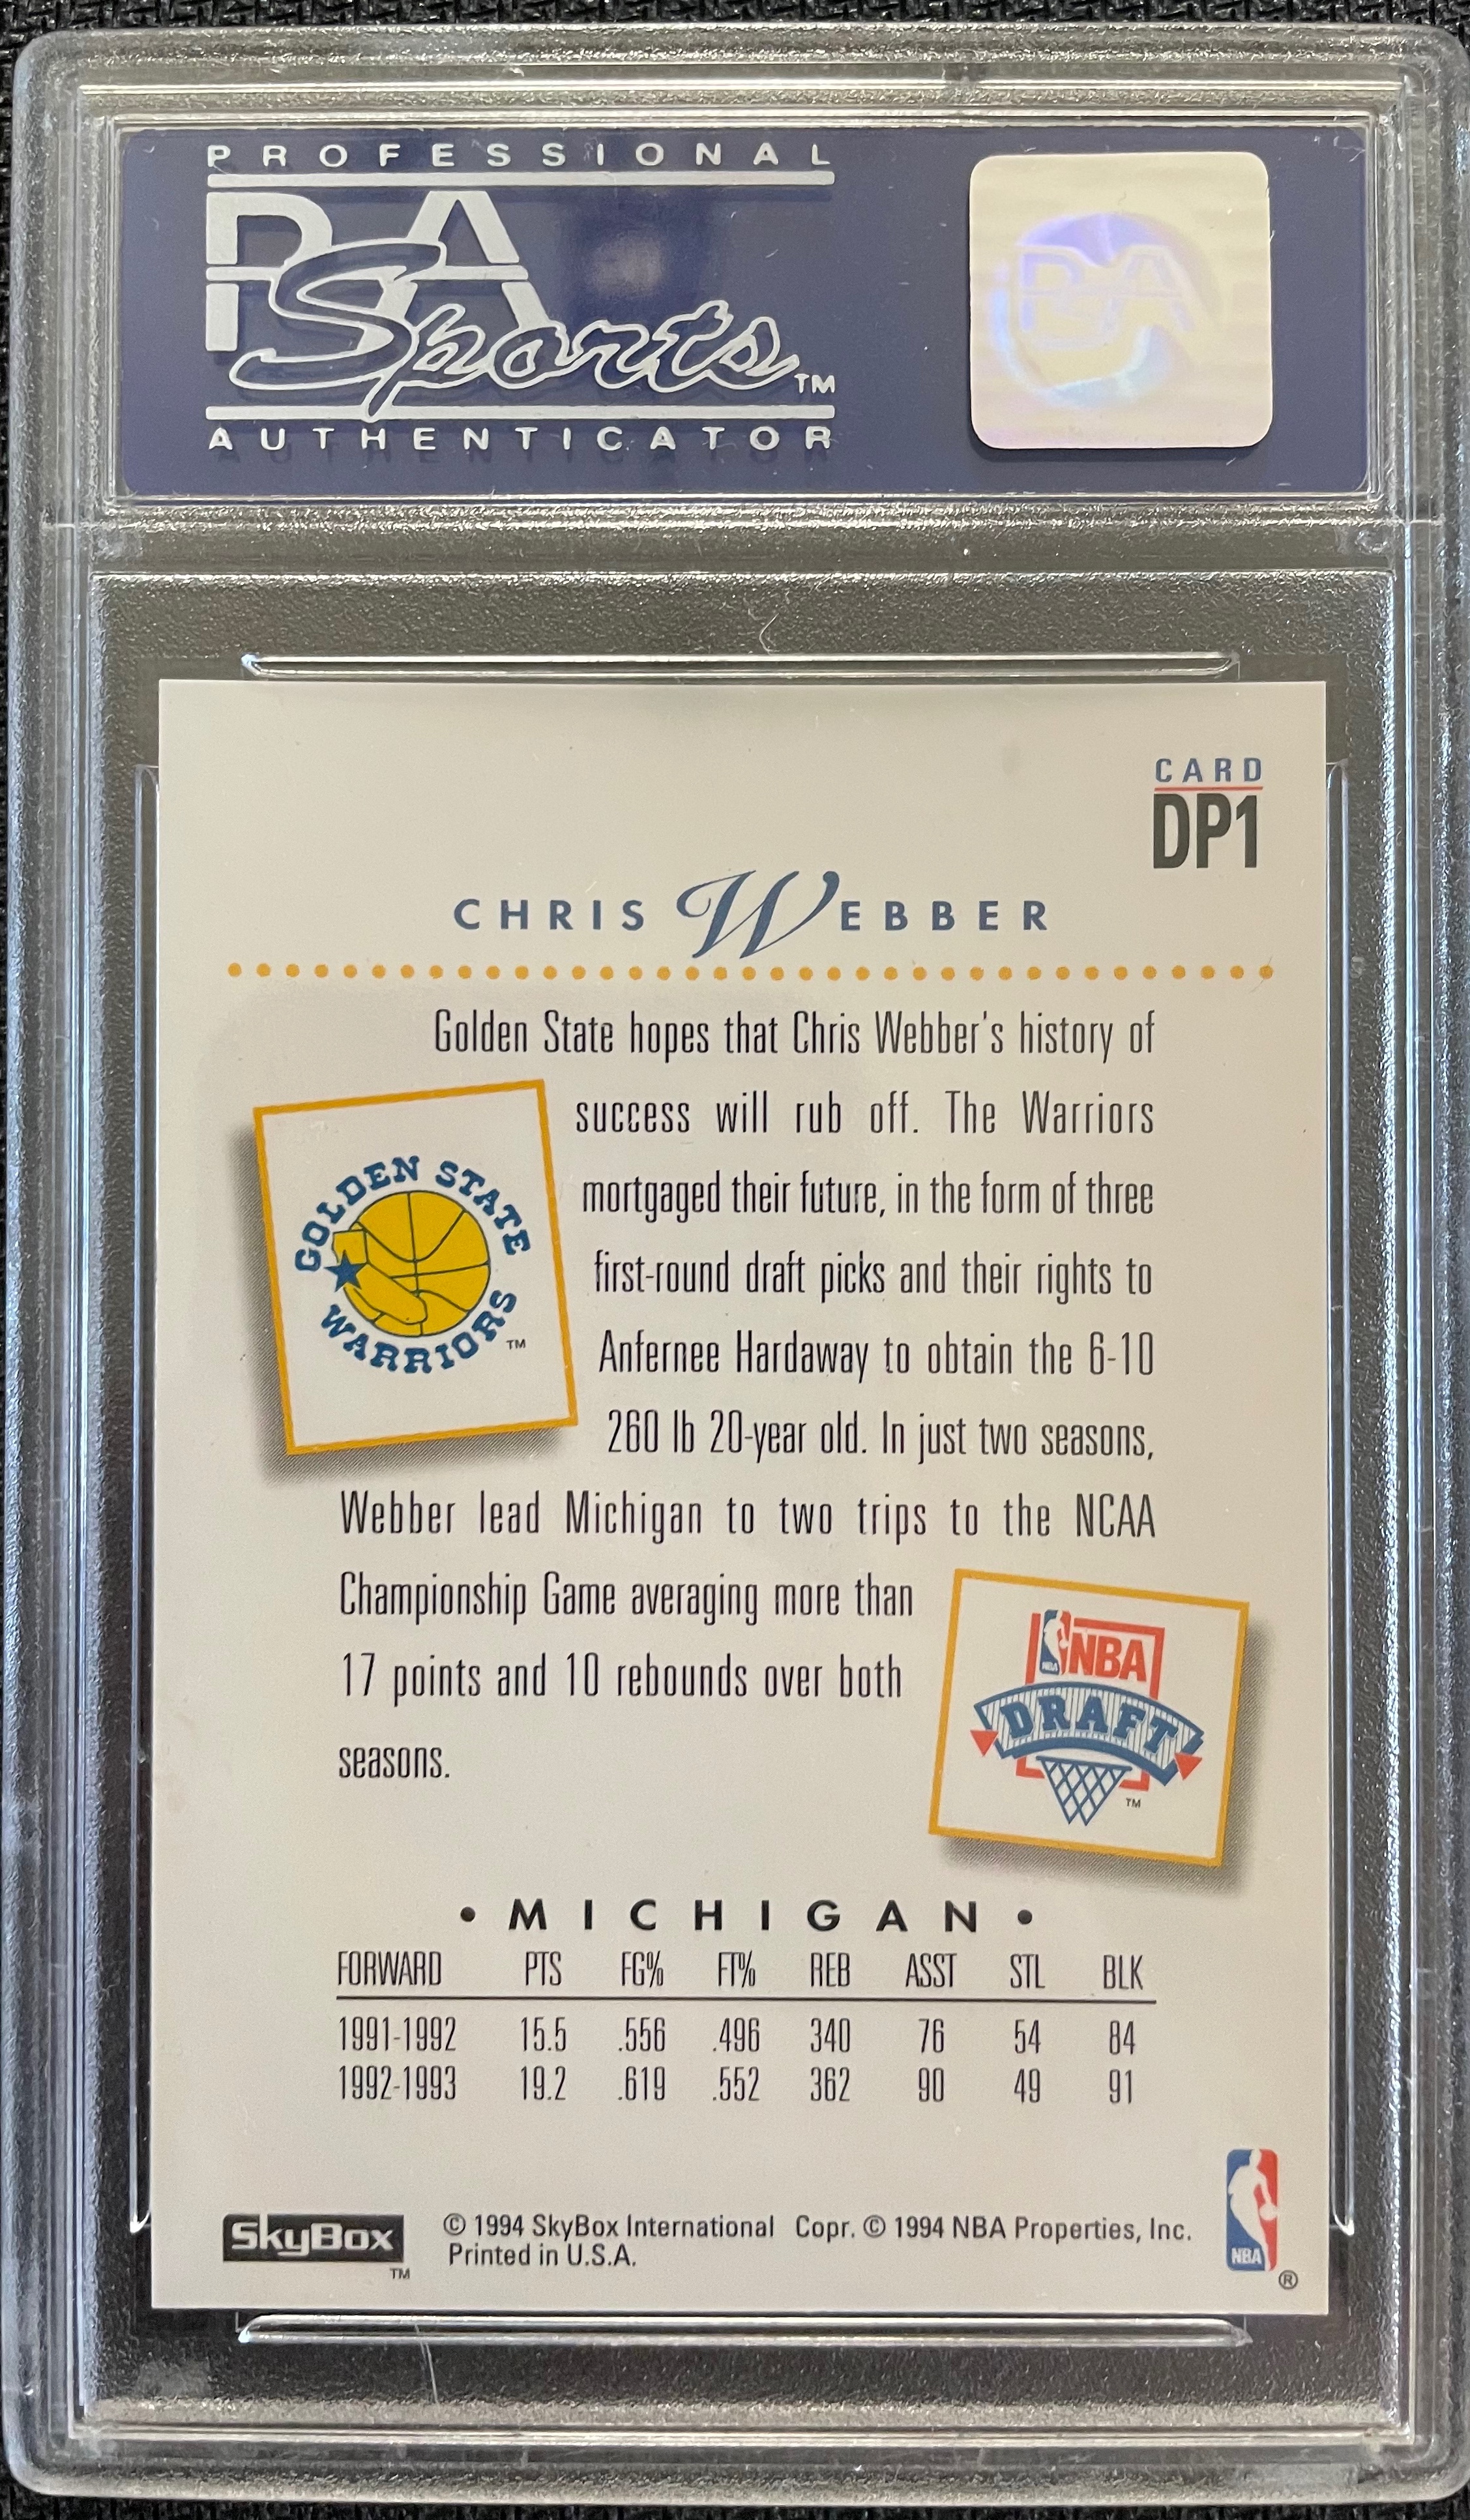 PROFESSIONAL
PSA
Sports™
AUTHENTICATOR
PSA
CARD
DP1
CHRIS WEBBER
Golden State hopes that Chris Webber's history of
success will rub off. The Warriors
mortgaged their future, in the form of three
first-round draft picks and their rights to
Anfernee Hardaway to obtain the 6-10
260 lb 20-year old. In just two seasons,
Webber lead Michigan to two trips to the NCAA
Championship Game averaging more than
17 points and 10 rebounds over both
seasons.
GOLDEN STATE
WARRIORS
™
NBA
NBA
DRAFT
™
• MICHIGAN •
FORWARD PTS FG% FT% REB ASST STL BLK
1991-1992 15.5 .556 .496 340 76 54 84
1992-1993 19.2 .619 .552 362 90 49 91
SkyBox™
© 1994 SkyBox International Copr. © 1994 NBA Properties, Inc.
Printed in U.S.A.
NBA
®